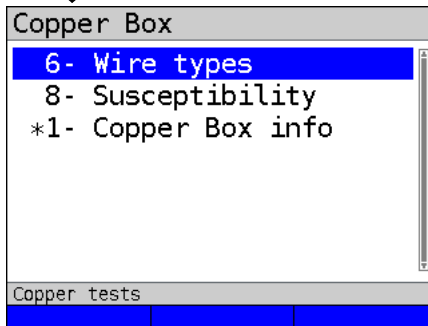 Copper Box
6- Wire types
8- Susceptibility
*1- Copper Box info
Copper tests